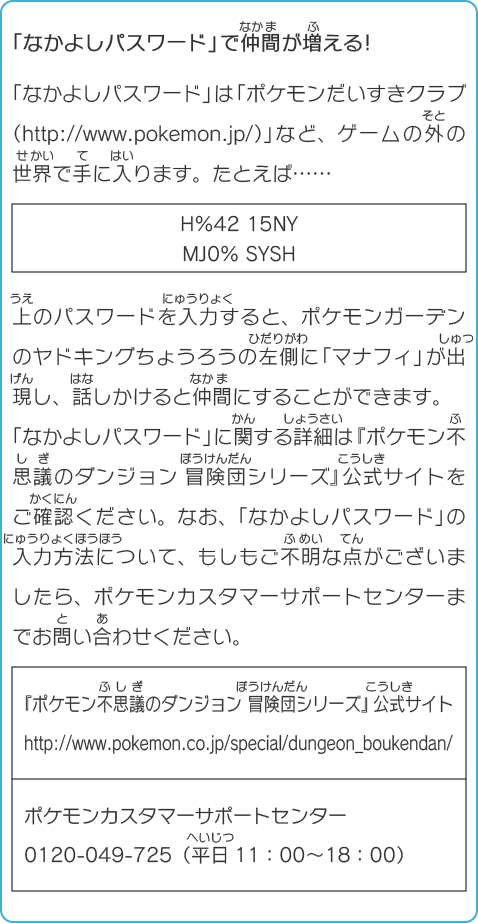 「なかよしパスワード」で仲間が増える!
「なかよしパスワード」は「ポケモンだいすきクラブ
(http://www.pokemon.jp/)」など、ゲームの外の
世界で手に入ります。たとえば……
H%42 15NY
MJ0% SYSH
上のパスワードを入力すると、ポケモンガーデン
のヤドキングちょうろうの左側に「マナフィ」が出
現し、話しかけると仲間にすることができます。
「なかよしパスワード」に関する詳細は『ポケモン不
思議のダンジョン 冒険団シリーズ』公式サイトを
ご確認ください。なお、「なかよしパスワード」の
入力方法について、もしもご不明な点がございま
したら、ポケモンカスタマーサポートセンターま
でお問い合わせください。
『ポケモン不思議のダンジョン 冒険団シリーズ』公式サイト
http://www.pokemon.co.jp/special/dungeon_boukendan/
ポケモンカスタマーサポートセンター
0120-049-725(平日 11:00〜18:00)